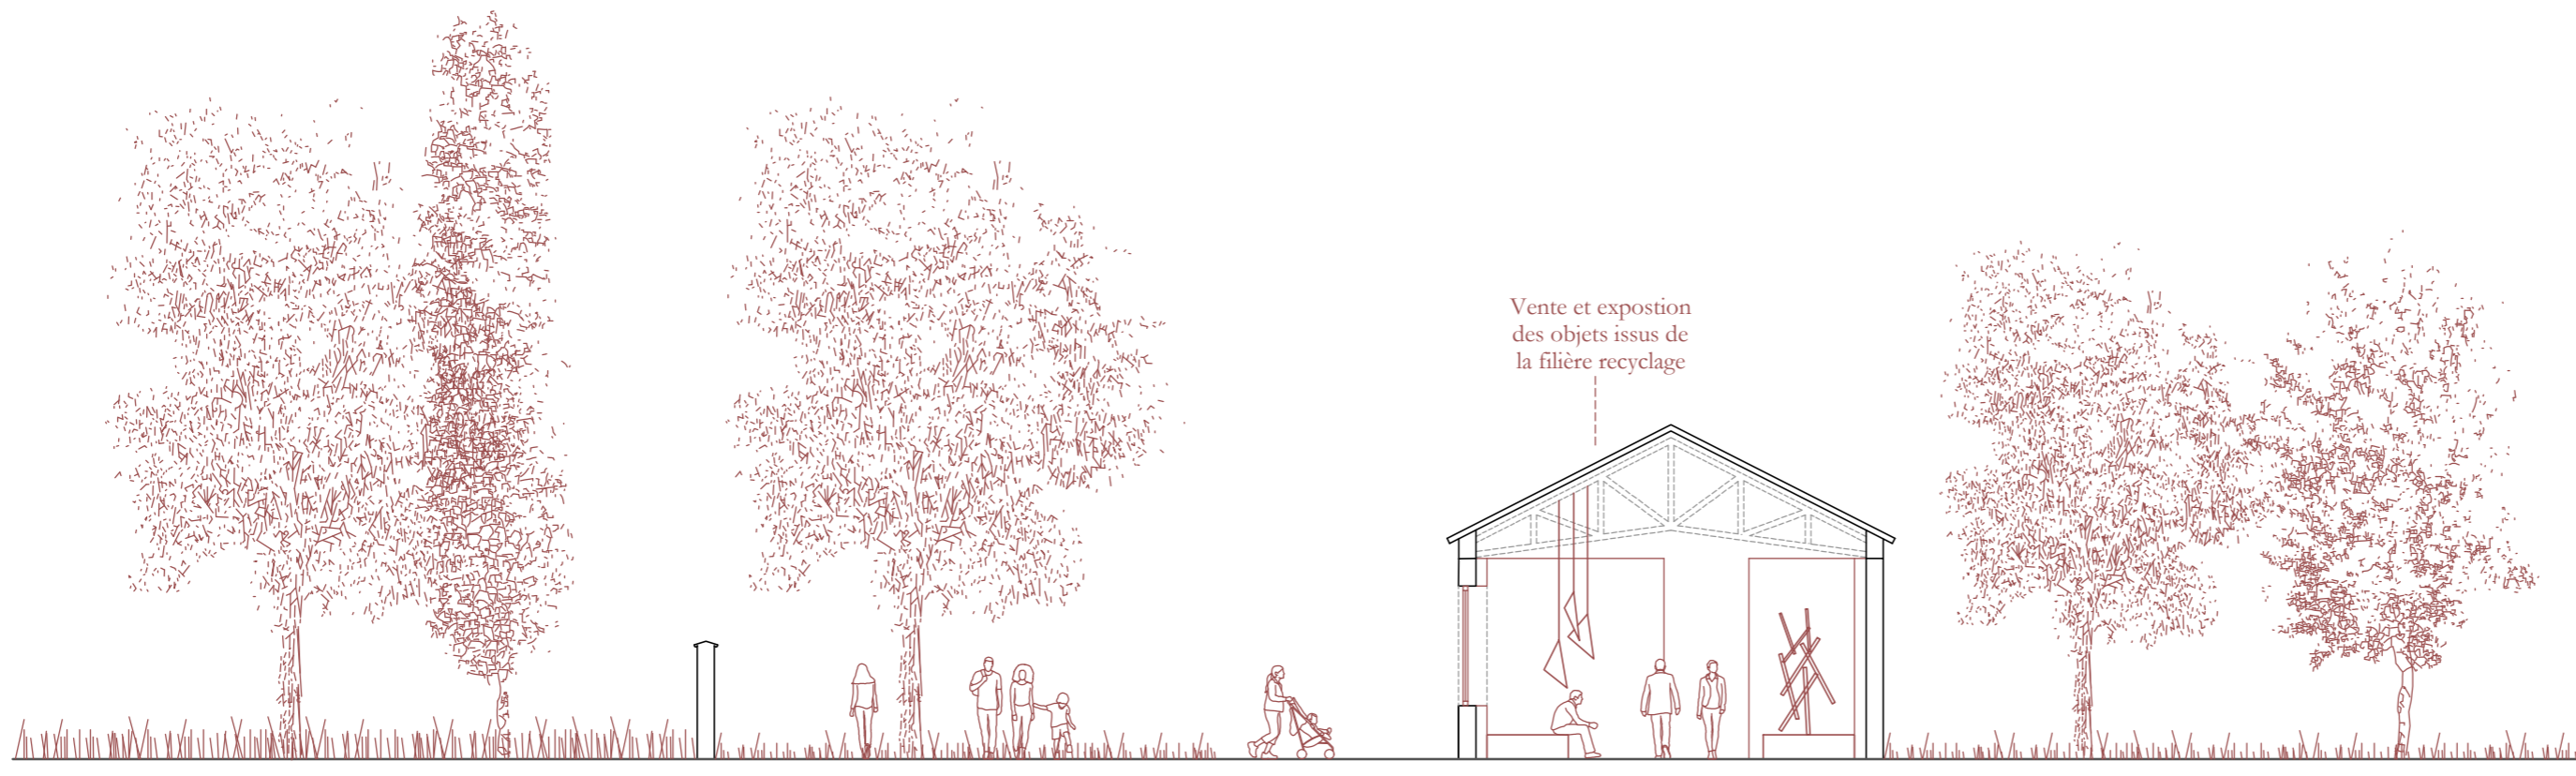 Vente et expostion
des objets issus de
la filière recyclage